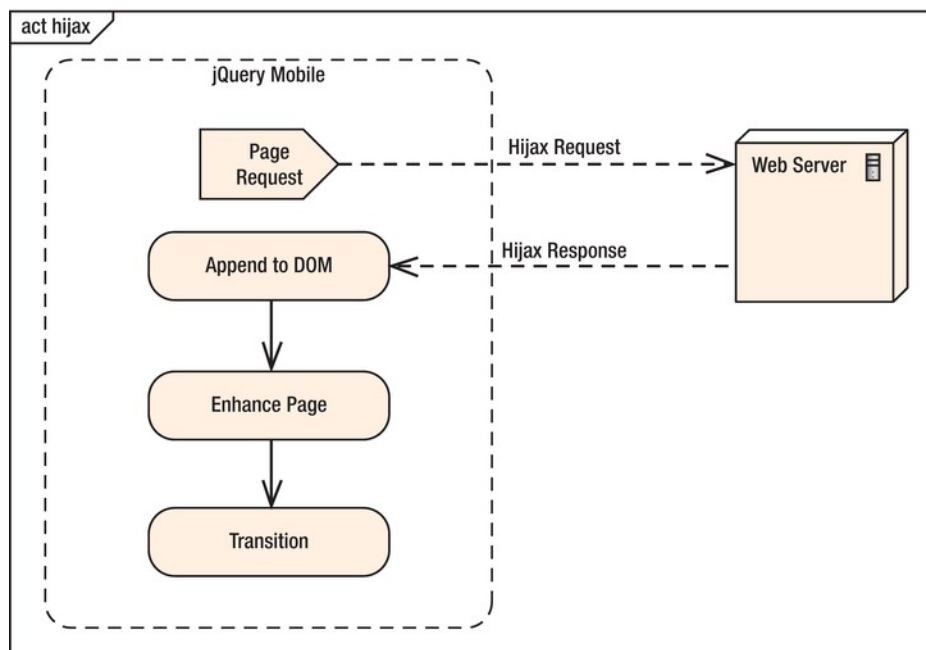 act hijax
jQuery Mobile
Page
Request
Hijax Request
Web Server
Append to DOM
Hijax Response
Enhance Page
Transition